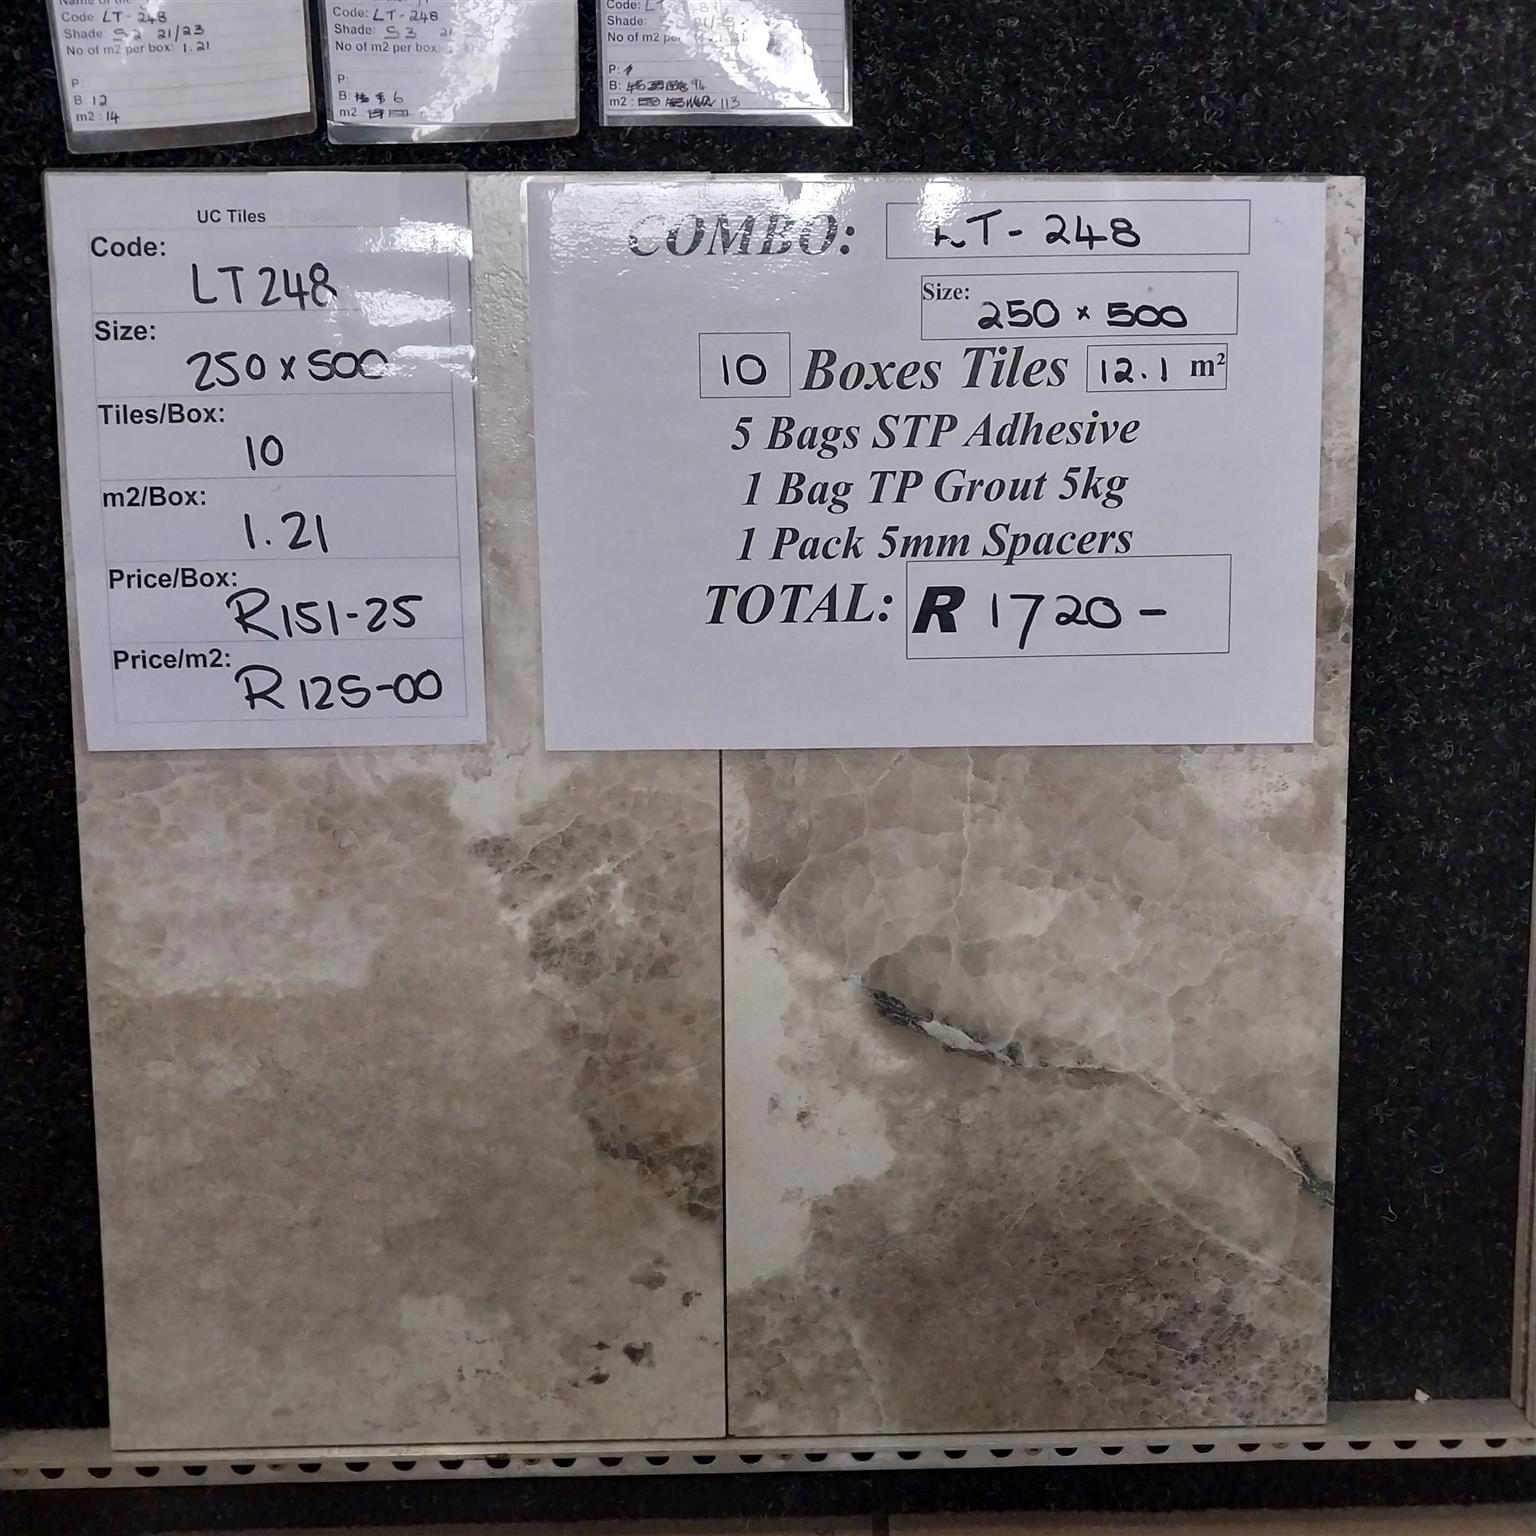 Code: LT-248
Shade: S2 21/23
No of m2 per box: 1.21
P:
B: 12
m2: 14
Code: LT-248
Shade: S3
No of m2 per box:
P:
B: 6
m2:
Code:
Shade:
No of m2 per
P:
B: 94
m2: 113
UC Tiles
Code:
LT248
Size:
250 x 500
Tiles/Box:
10
m2/Box:
1.21
Price/Box:
R151-25
Price/m2:
R125-00
COMBO: LT-248
Size: 250 x 500
10 Boxes Tiles 12.1 m²
5 Bags STP Adhesive
1 Bag TP Grout 5kg
1 Pack 5mm Spacers
TOTAL: R 1720-